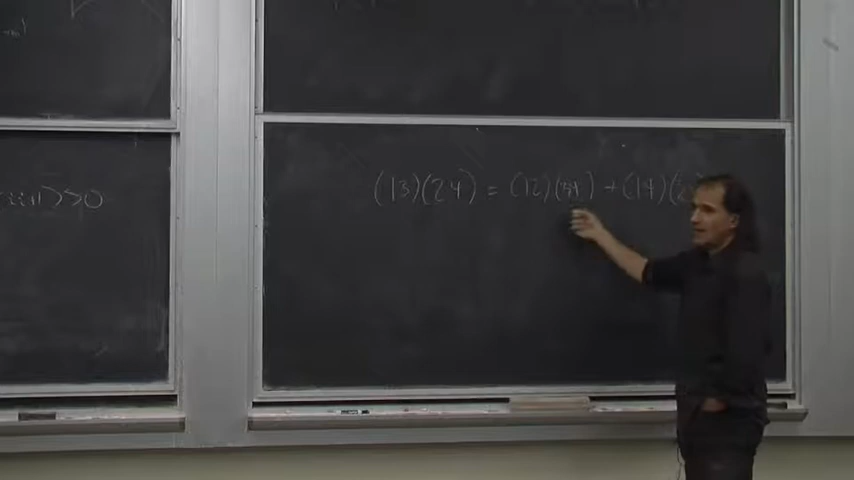 >>0
(13)(24) = (12)(34) + (14)(2